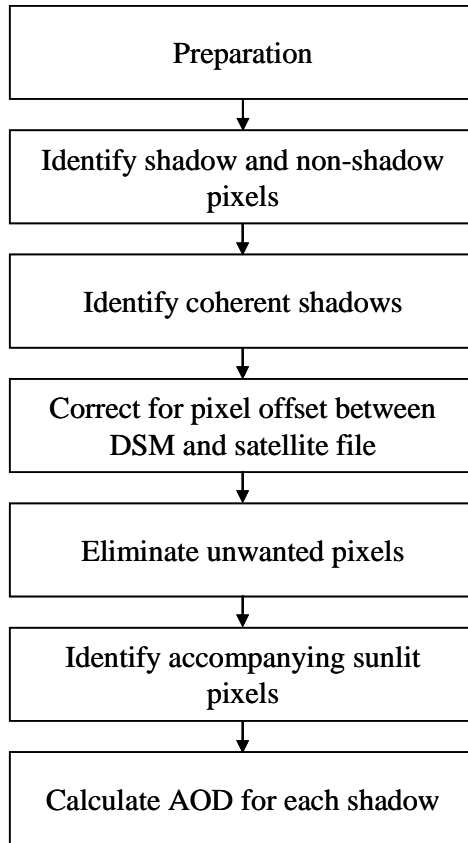 Preparation
Identify shadow and non-shadow
pixels
Identify coherent shadows
Correct for pixel offset between
DSM and satellite file
Eliminate unwanted pixels
Identify accompanying sunlit
pixels
Calculate AOD for each shadow